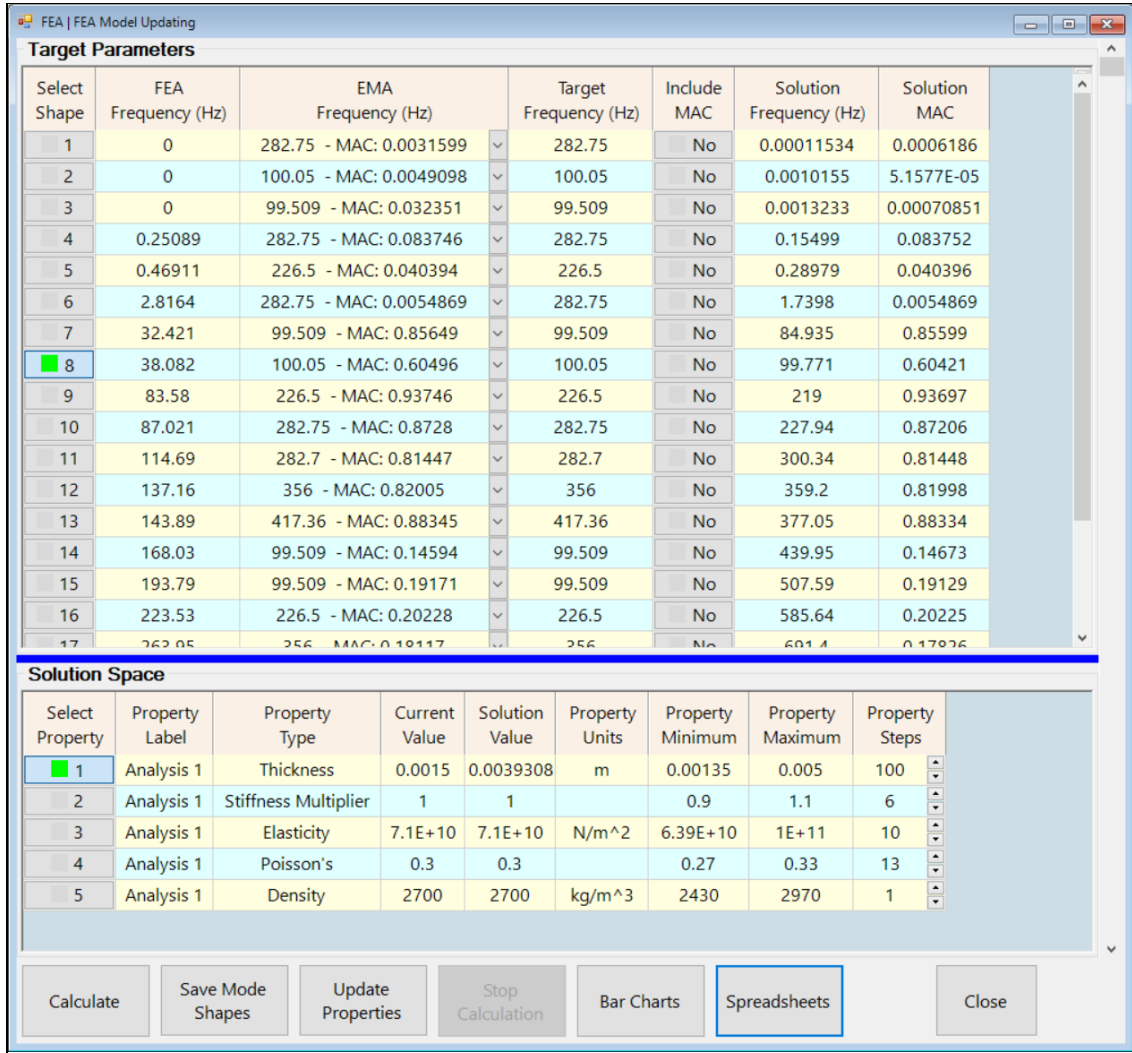 FEA | FEA Model Updating
Target Parameters
Select Shape FEA Frequency (Hz) EMA Frequency (Hz) Target Frequency (Hz) Include MAC Solution Frequency (Hz) Solution MAC
1 0 282.75 - MAC: 0.0031599 282.75 No 0.00011534 0.0006186
2 0 100.05 - MAC: 0.0049098 100.05 No 0.0010155 5.1577E-05
3 0 99.509 - MAC: 0.032351 99.509 No 0.0013233 0.00070851
4 0.25089 282.75 - MAC: 0.083746 282.75 No 0.15499 0.083752
5 0.46911 226.5 - MAC: 0.040394 226.5 No 0.28979 0.040396
6 2.8164 282.75 - MAC: 0.0054869 282.75 No 1.7398 0.0054869
7 32.421 99.509 - MAC: 0.85649 99.509 No 84.935 0.85599
8 38.082 100.05 - MAC: 0.60496 100.05 No 99.771 0.60421
9 83.58 226.5 - MAC: 0.93746 226.5 No 219 0.93697
10 87.021 282.75 - MAC: 0.8728 282.75 No 227.94 0.87206
11 114.69 282.7 - MAC: 0.81447 282.7 No 300.34 0.81448
12 137.16 356 - MAC: 0.82005 356 No 359.2 0.81998
13 143.89 417.36 - MAC: 0.88345 417.36 No 377.05 0.88334
14 168.03 99.509 - MAC: 0.14594 99.509 No 439.95 0.14673
15 193.79 99.509 - MAC: 0.19171 99.509 No 507.59 0.19129
16 223.53 226.5 - MAC: 0.20228 226.5 No 585.64 0.20225
17 263.95 356 - MAC: 0.18117 356 No 691.4 0.17826
Solution Space
Select Property Property Label Property Type Current Value Solution Value Property Units Property Minimum Property Maximum Property Steps
1 Analysis 1 Thickness 0.0015 0.0039308 m 0.00135 0.005 100
2 Analysis 1 Stiffness Multiplier 1 1 0.9 1.1 6
3 Analysis 1 Elasticity 7.1E+10 7.1E+10 N/m^2 6.39E+10 1E+11 10
4 Analysis 1 Poisson's 0.3 0.3 0.27 0.33 13
5 Analysis 1 Density 2700 2700 kg/m^3 2430 2970 1
Calculate Save Mode Shapes Update Properties Stop Calculation Bar Charts Spreadsheets Close